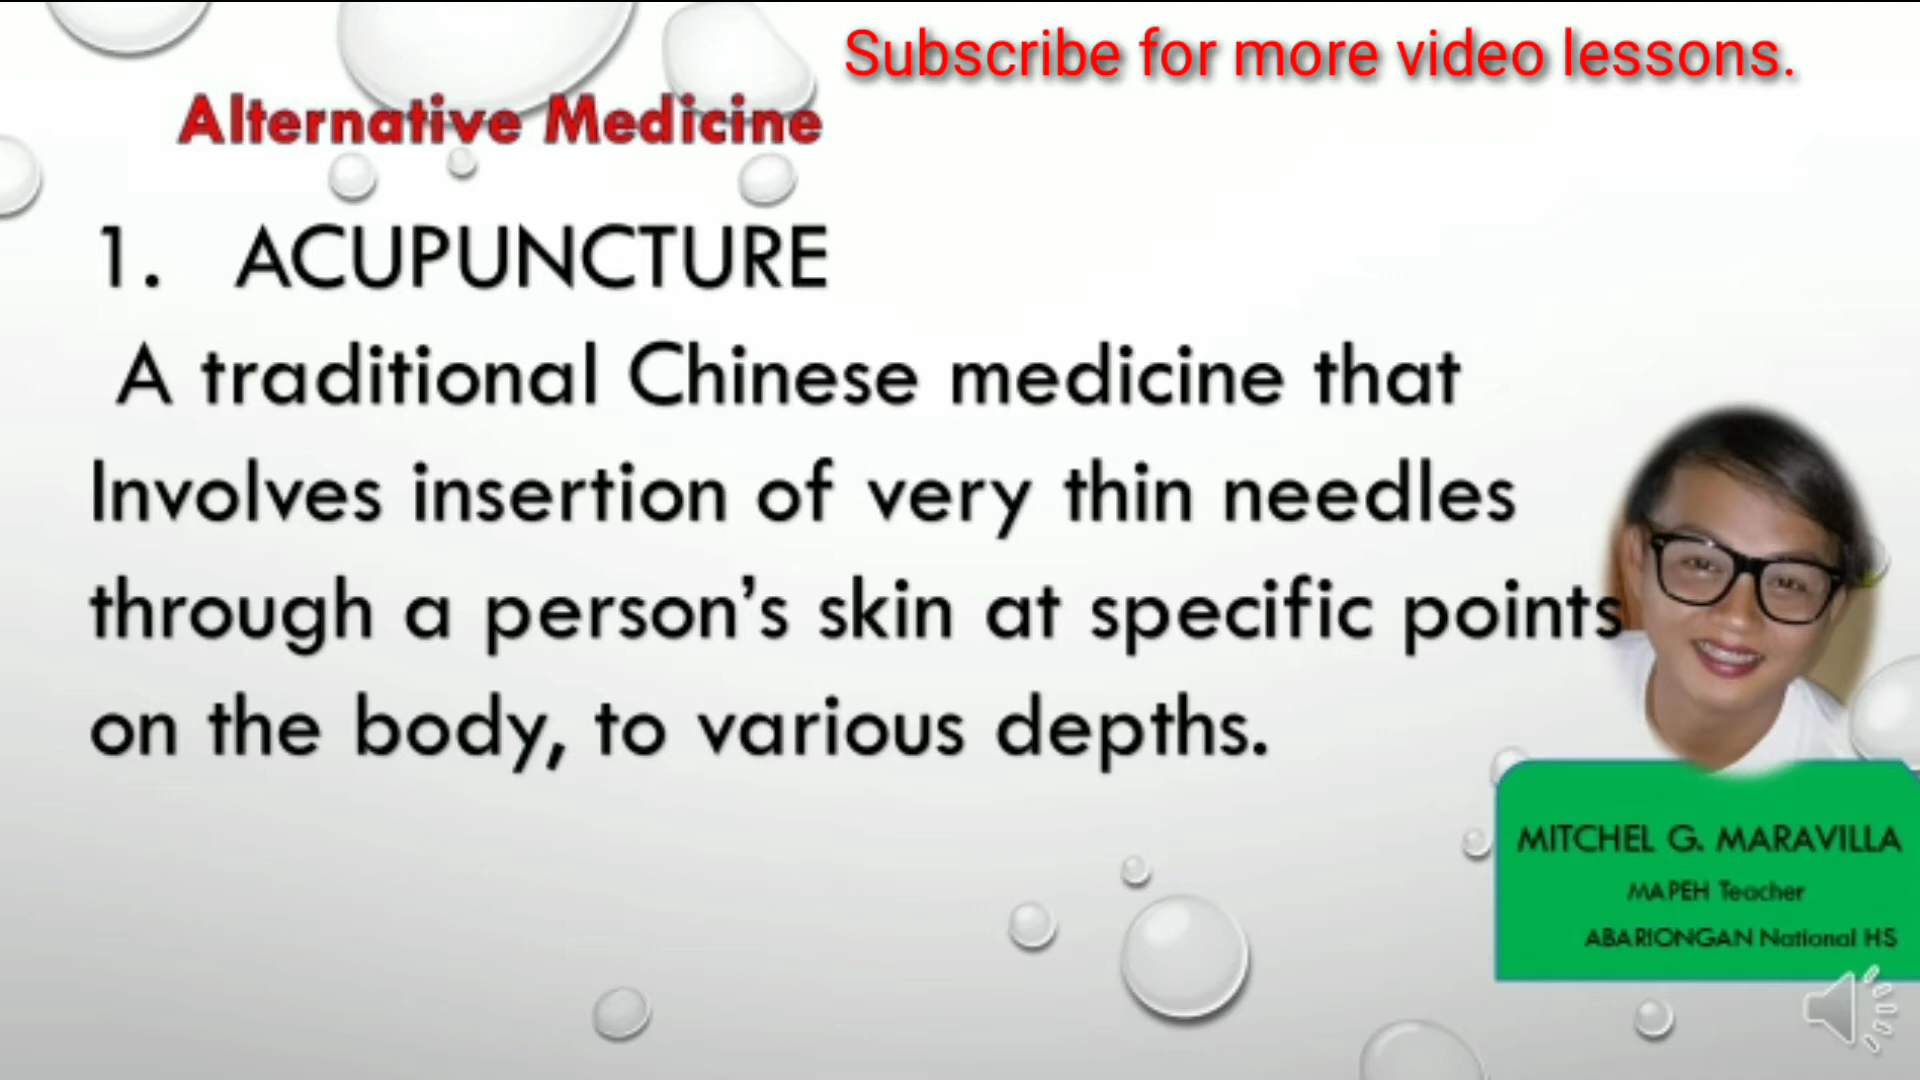 Subscribe for more video lessons.
Alternative Medicine
1. ACUPUNCTURE
A traditional Chinese medicine that
Involves insertion of very thin needles
through a person’s skin at specific points
on the body, to various depths.
MITCHEL G. MARAVILLA
MAPEH Teacher
ABARIONGAN National HS